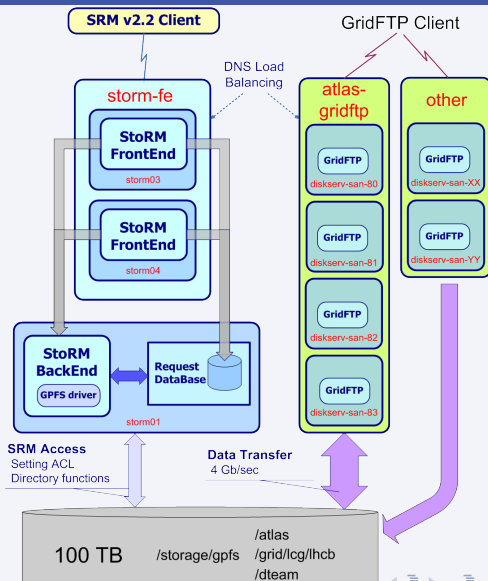 SRM v2.2 Client
GridFTP Client
DNS Load
Balancing
storm-fe
StoRM
FrontEnd
storm03
StoRM
FrontEnd
storm04
atlas-
gridftp
GridFTP
diskserv-san-80
GridFTP
diskserv-san-81
GridFTP
diskserv-san-82
GridFTP
diskserv-san-83
other
GridFTP
diskserv-san-XX
GridFTP
diskserv-san-YY
StoRM
BackEnd
GPFS driver
Request
DataBase
storm01
SRM Access
Setting ACL
Directory functions
Data Transfer
4 Gb/sec
100 TB
/storage/gpfs
/atlas
/grid/lcg/lhcb
/dteam